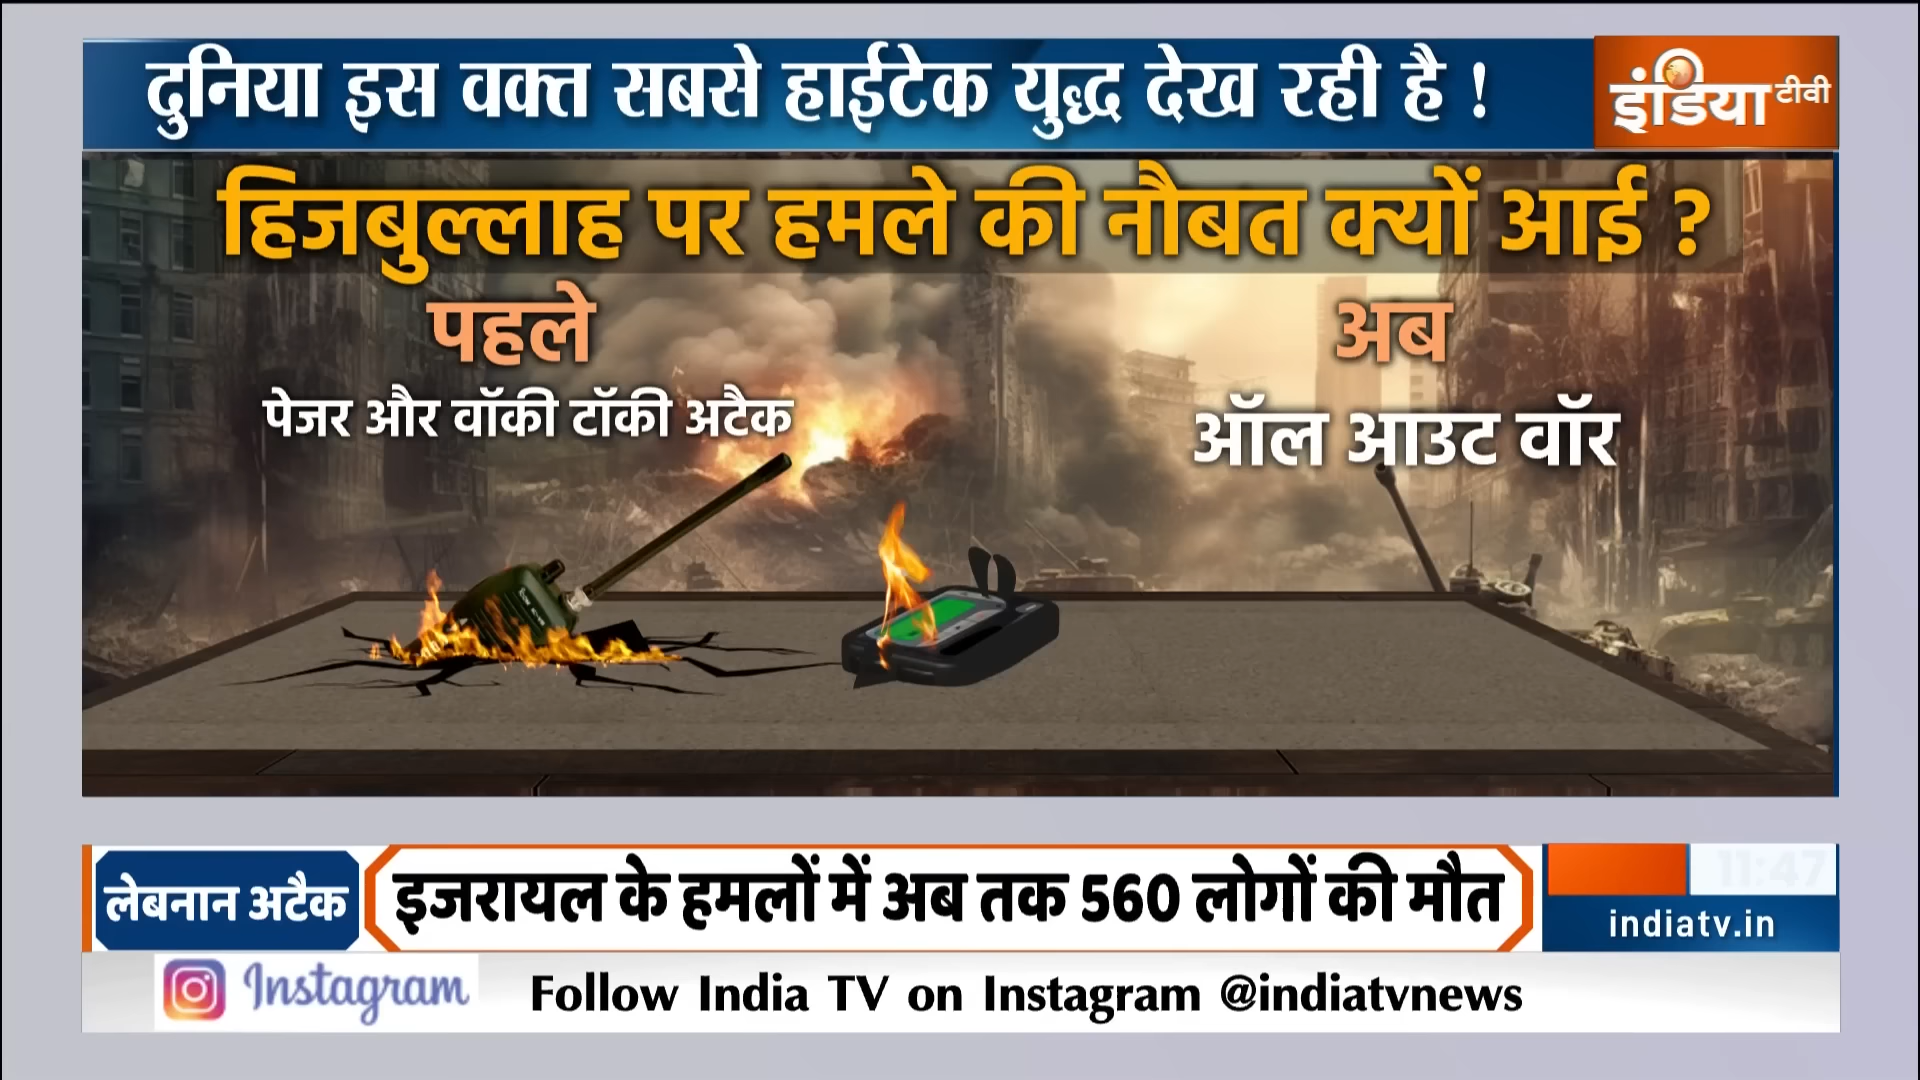 दुनिया इस वक्त सबसे हाईटेक युद्ध देख रही है !
इंडिया टीवी
हिजबुल्लाह पर हमले की नौबत क्यों आई ?
पहले
अब
पेजर और वॉकी टॉकी अटैक
ऑल आउट वॉर
लेबनान अटैक
इजरायल के हमलों में अब तक 560 लोगों की मौत
11:47
indiatv.in
Instagram
Follow India TV on Instagram @indiatvnews